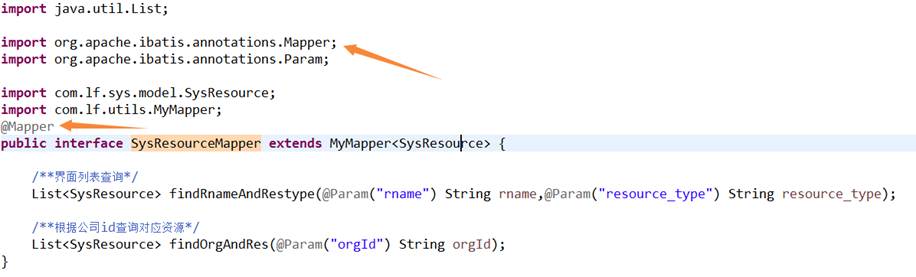 import java.util.List;
import org.apache.ibatis.annotations.Mapper;
import org.apache.ibatis.annotations.Param;
import com.lf.sys.model.SysResource;
import com.lf.utils.MyMapper;
@Mapper
public interface SysResourceMapper extends MyMapper<SysResource> {
/**界面列表查询*/
List<SysResource> findRnameAndRestype(@Param("rname") String rname,@Param("resource_type") String resource_type);
/**根据公司id查询对应资源*/
List<SysResource> findOrgAndRes(@Param("orgId") String orgId);
}